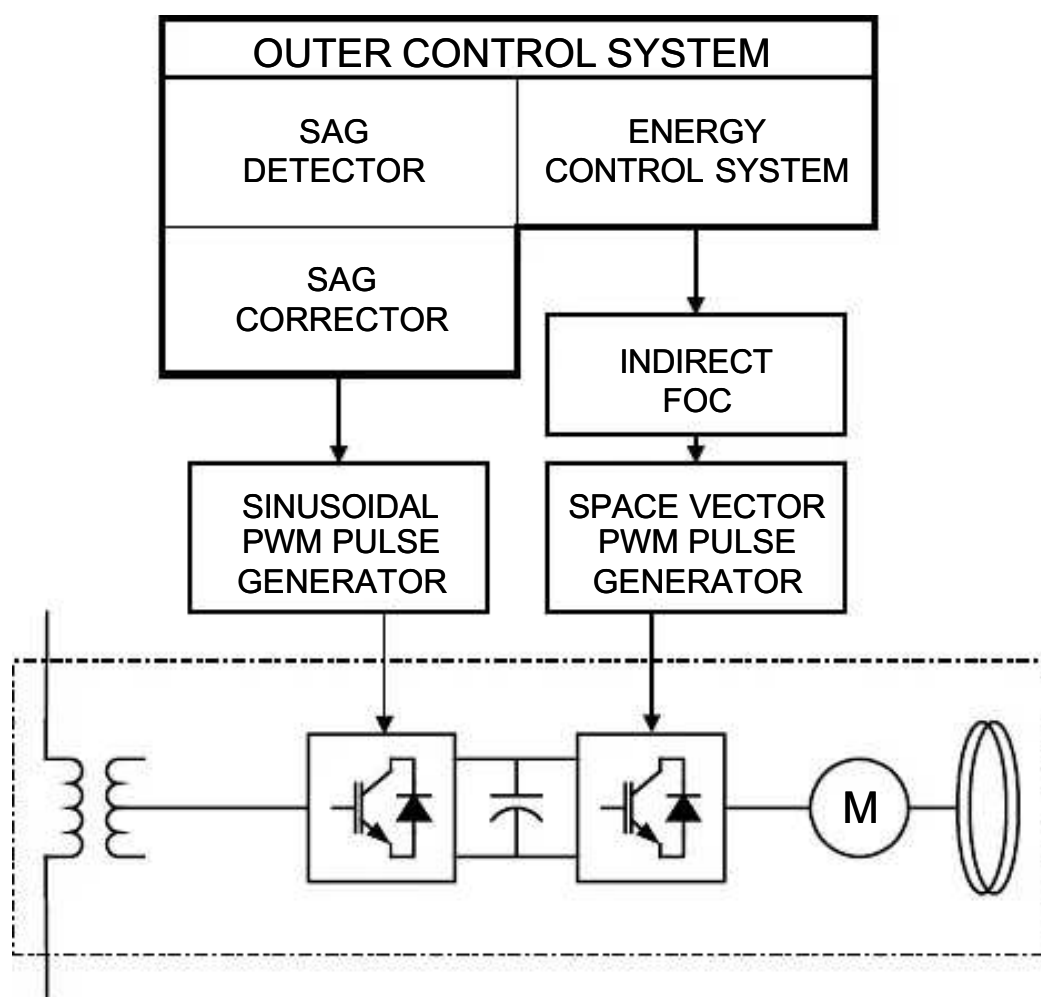 OUTER CONTROL SYSTEM
SAG
DETECTOR
ENERGY
CONTROL SYSTEM
SAG
CORRECTOR
INDIRECT
FOC
SINUSOIDAL
PWM PULSE
GENERATOR
SPACE VECTOR
PWM PULSE
GENERATOR
M